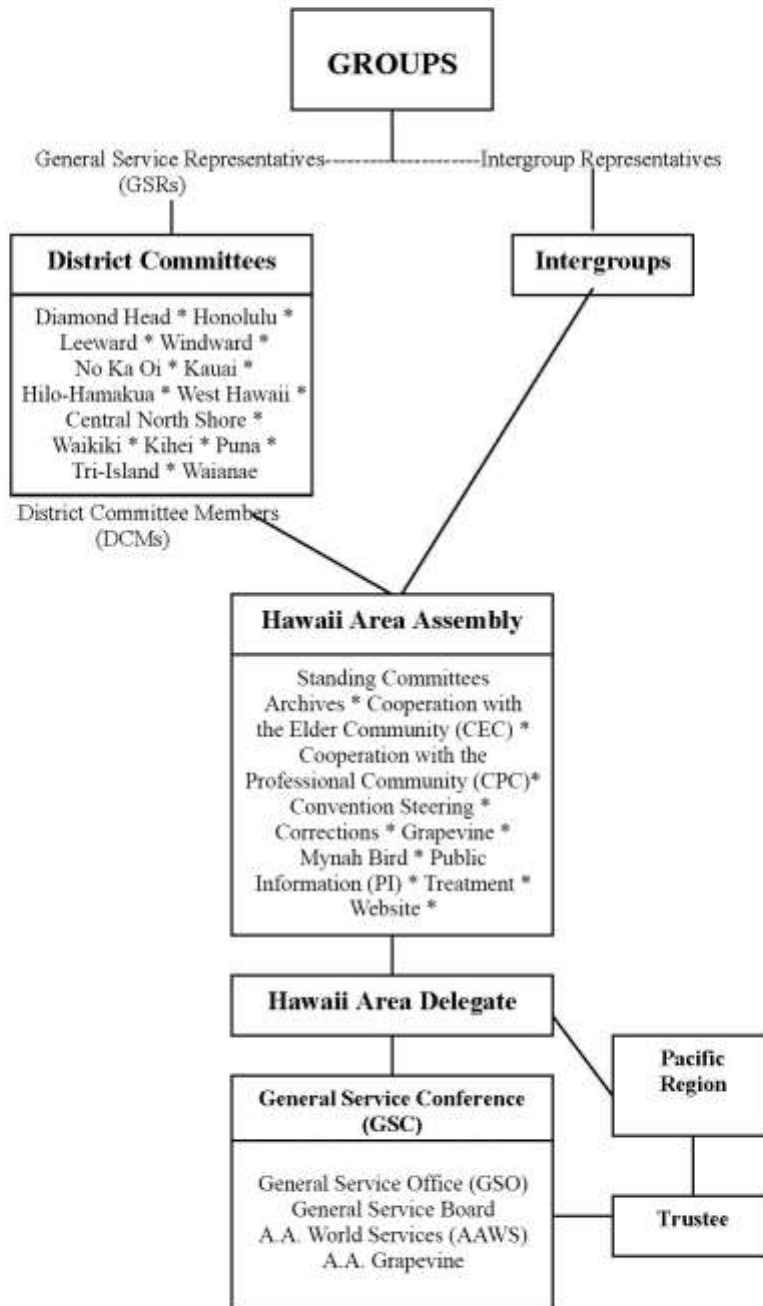 GROUPS
General Service Representatives
(GSRs)
Intergroup Representatives
District Committees
Diamond Head * Honolulu *
Leeward * Windward *
No Ka Oi * Kauai *
Hilo-Hamakua * West Hawaii *
Central North Shore *
Waikiki * Kihei * Puna *
Tri-Island * Waianae
District Committee Members
(DCMs)
Intergroups
Hawaii Area Assembly
Standing Committees
Archives * Cooperation with
the Elder Community (CEC) *
Cooperation with the
Professional Community (CPC)*
Convention Steering *
Corrections * Grapevine *
Mynah Bird * Public
Information (PI) * Treatment *
Website *
Hawaii Area Delegate
Pacific
Region
General Service Conference
(GSC)
General Service Office (GSO)
General Service Board
A.A. World Services (AAWS)
A.A. Grapevine
Trustee